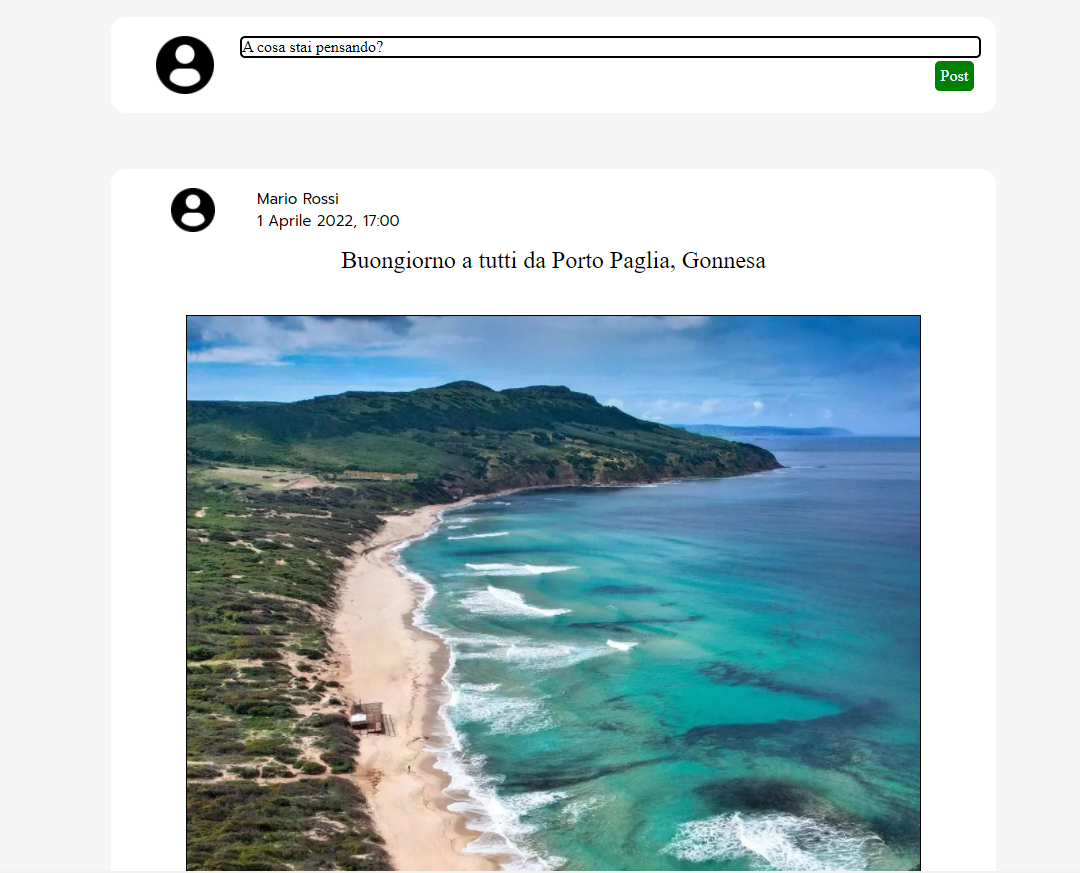 A cosa stai pensando?
Post
Mario Rossi
1 Aprile 2022, 17:00
Buongiorno a tutti da Porto Paglia, Gonnesa